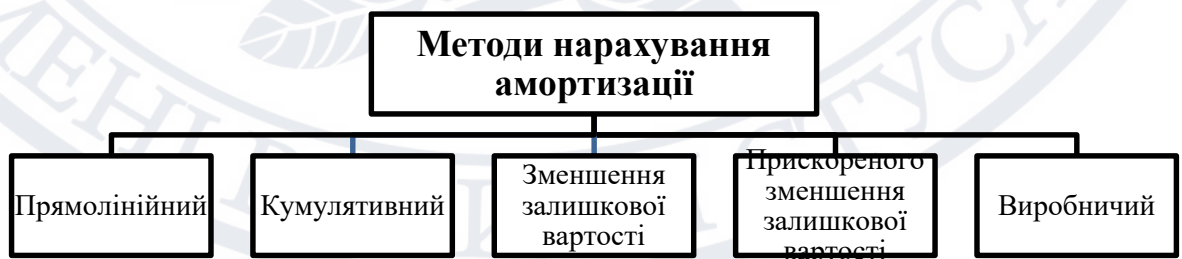 Методи нарахування
амортизації
Прямолінійний
Кумулятивний
Зменшення
залишкової
вартості
Прискореного
зменшення
залишкової
вартості
Виробничий